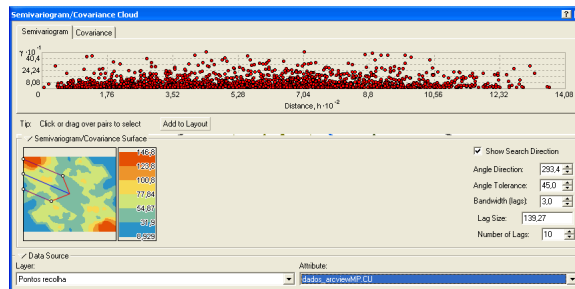 Semivariogram/Covariance Cloud
Semivariogram Covariance
γ·10⁻¹
40,4
24,24
8,08
0 1,76 3,52 5,28 7,04 8,8 10,56 12,32 14,08
Distance, h·10⁻²
Tip: Click or drag over pairs to select Add to Layout
Semivariogram/Covariance Surface
146,6
123,6
100,8
77,84
54,87
31,9
8,929
Show Search Direction
Angle Direction: 293,4
Angle Tolerance: 45,0
Bandwidth (lags): 3,0
Lag Size: 139,27
Number of Lags: 10
Data Source
Layer: Attribute:
Pontos recolha dados_arcviewMP.CU